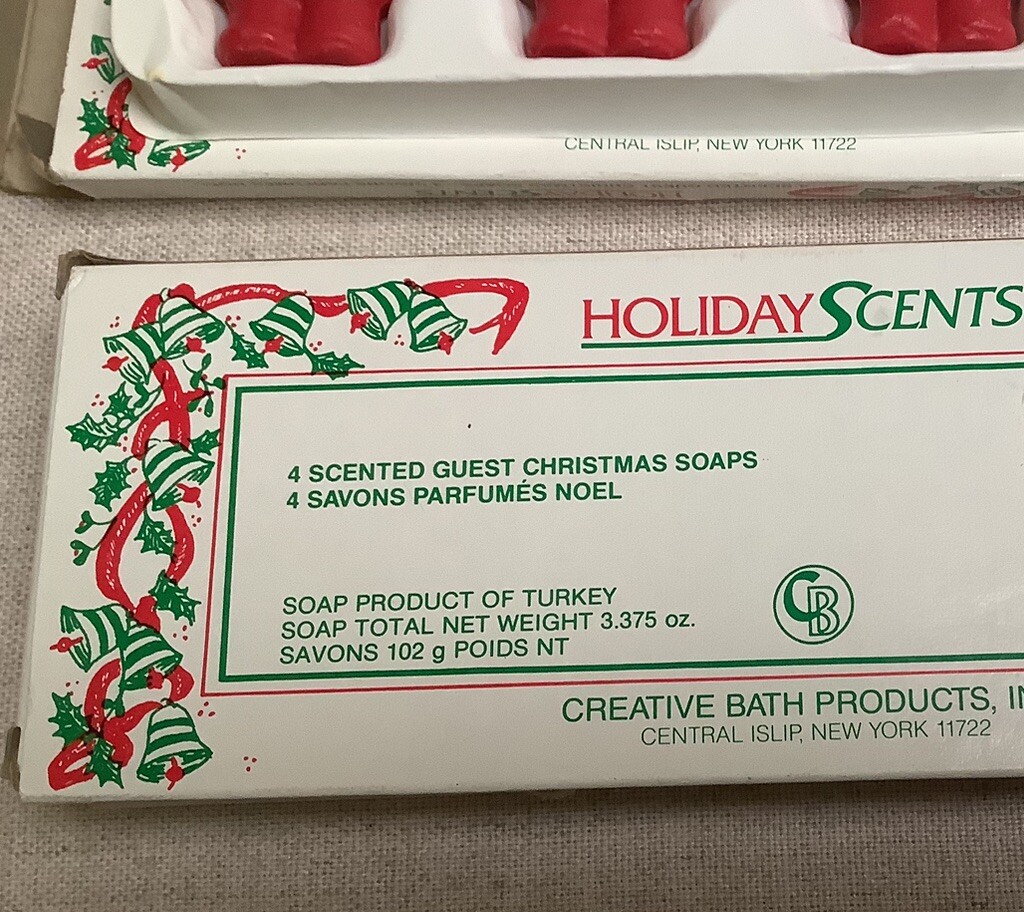 CENTRAL ISLIP, NEW YORK 11722
HOLIDAY SCENTS
4 SCENTED GUEST CHRISTMAS SOAPS
4 SAVONS PARFUMÉS NOEL
SOAP PRODUCT OF TURKEY
SOAP TOTAL NET WEIGHT 3.375 oz.
SAVONS 102 g POIDS NT
CB
CREATIVE BATH PRODUCTS,
CENTRAL ISLIP, NEW YORK 11722